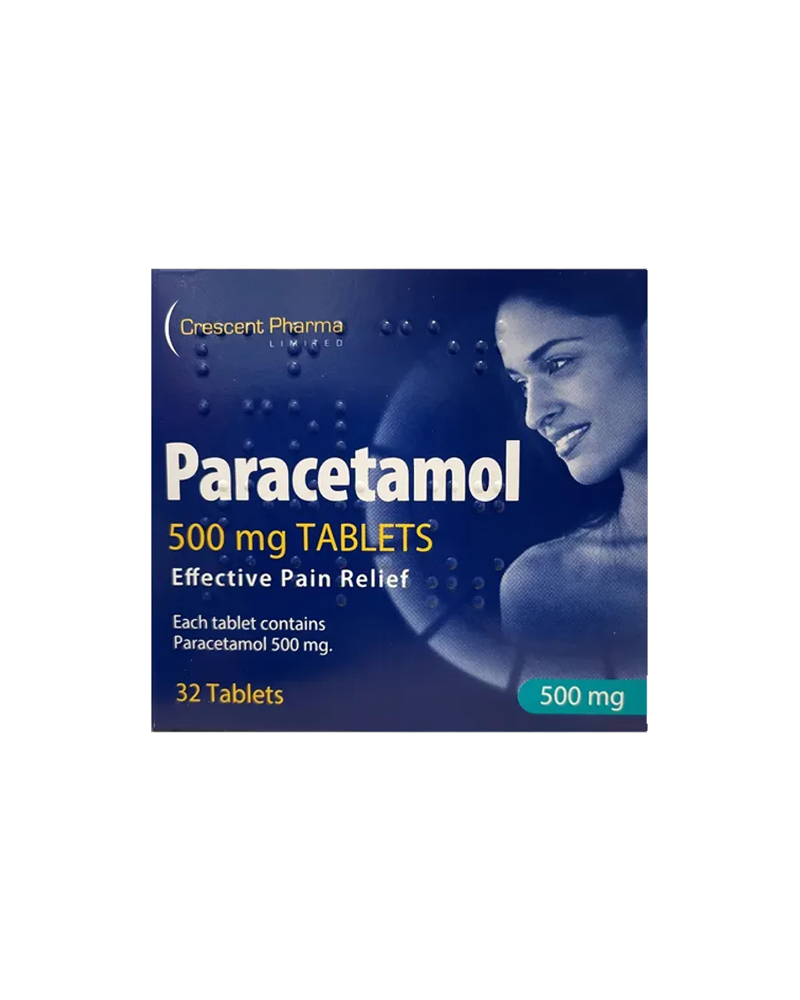 Crescent Pharma
LIMITED
Paracetamol
500 mg TABLETS
Effective Pain Relief
Each tablet contains
Paracetamol 500 mg.
32 Tablets
500 mg